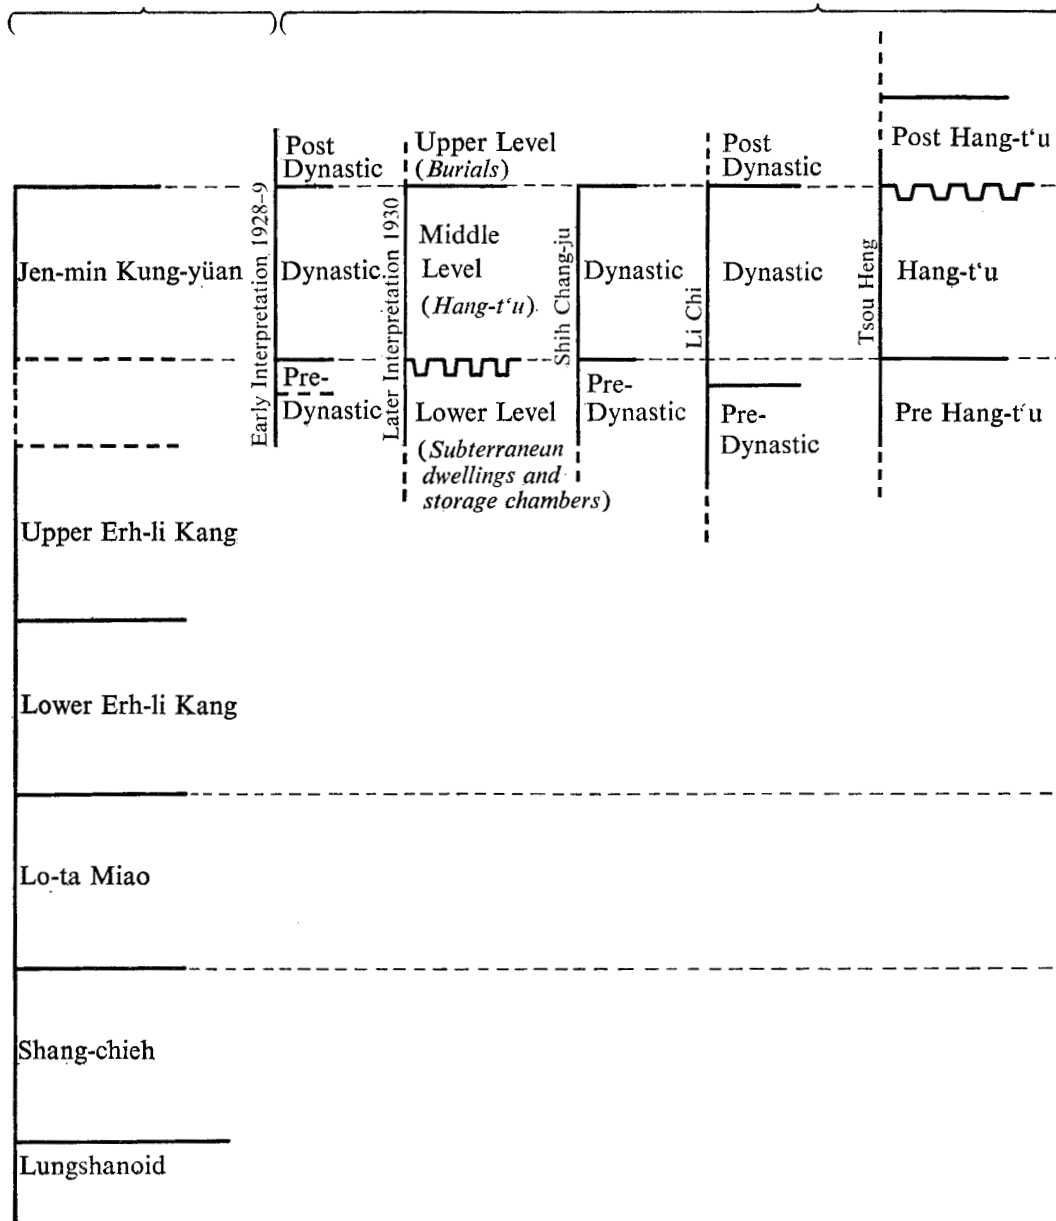 Jen-min Kung-yüan
Upper Erh-li Kang
Lower Erh-li Kang
Lo-ta Miao
Shang-chieh
Lungshanoid
Early Interpretation 1928–9
Post
Dynastic
Dynastic
Pre-
Dynastic
Later Interpretation 1930
Upper Level
(Burials)
Middle
Level
(Hang-t‘u)
Lower Level
(Subterranean
dwellings and
storage chambers)
Shih Chang-ju
Dynastic
Pre-
Dynastic
Li Chi
Post
Dynastic
Dynastic
Pre-
Dynastic
Tsou Heng
Post Hang-t‘u
Hang-t‘u
Pre Hang-t‘u